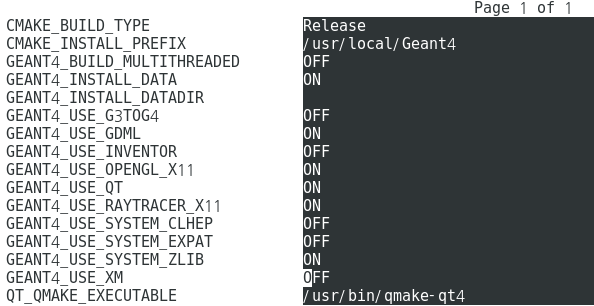 Page 1 of 1
CMAKE_BUILD_TYPE Release
CMAKE_INSTALL_PREFIX /usr/local/Geant4
GEANT4_BUILD_MULTITHREADED OFF
GEANT4_INSTALL_DATA ON
GEANT4_INSTALL_DATADIR
GEANT4_USE_G3TOG4 OFF
GEANT4_USE_GDML ON
GEANT4_USE_INVENTOR OFF
GEANT4_USE_OPENGL_X11 ON
GEANT4_USE_QT ON
GEANT4_USE_RAYTRACER_X11 ON
GEANT4_USE_SYSTEM_CLHEP OFF
GEANT4_USE_SYSTEM_EXPAT OFF
GEANT4_USE_SYSTEM_ZLIB ON
GEANT4_USE_XM OFF
QT_QMAKE_EXECUTABLE /usr/bin/qmake-qt4